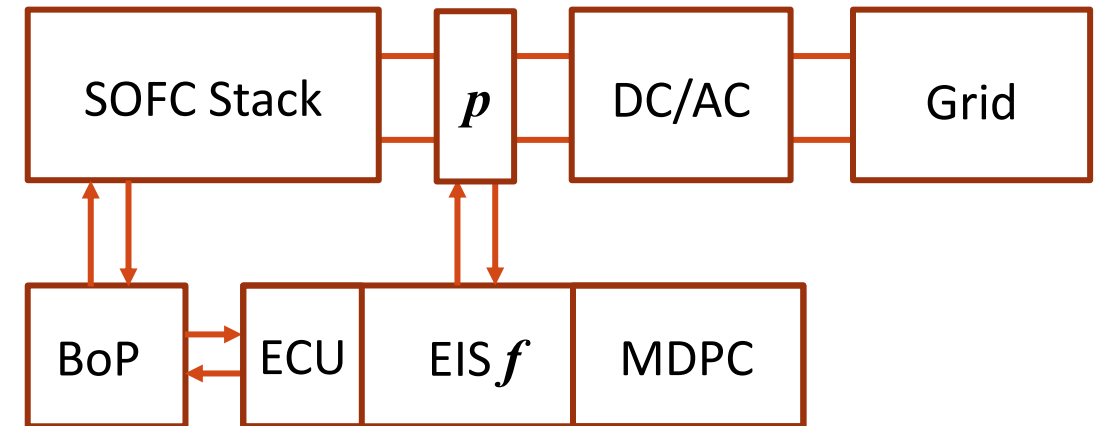 SOFC Stack
p
DC/AC
Grid
BoP
ECU
EIS f
MDPC